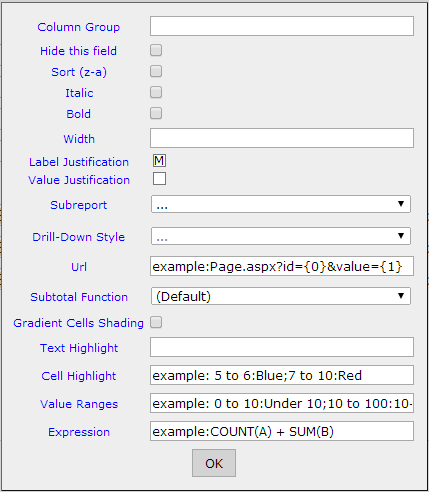 Column Group
Hide this field
Sort (z-a)
Italic
Bold
Width
Label Justification M
Value Justification
Subreport ...
Drill-Down Style ...
Url example:Page.aspx?id={0}&value={1}
Subtotal Function (Default)
Gradient Cells Shading
Text Highlight
Cell Highlight example: 5 to 6:Blue;7 to 10:Red
Value Ranges example: 0 to 10:Under 10;10 to 100:10-
Expression example:COUNT(A) + SUM(B)
OK